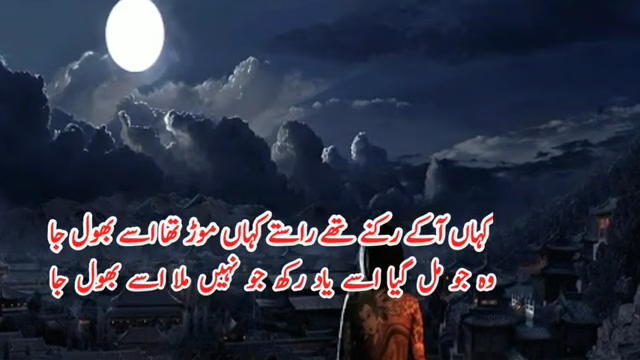 کہاں آکے رکنے تھے راستے کہاں موڑ تھا اسے بھول جا
وہ جو مل گیا اسے یاد رکھ جو نہیں ملا اسے بھول جا